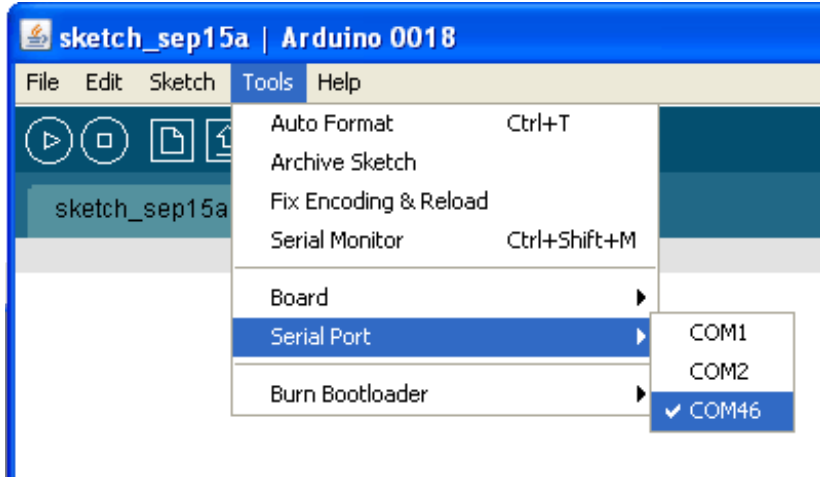 sketch_sep15a | Arduino 0018
File Edit Sketch Tools Help
Auto Format Ctrl+T
Archive Sketch
sketch_sep15a
Fix Encoding & Reload
Serial Monitor Ctrl+Shift+M
Board
Serial Port
COM1
COM2
Burn Bootloader
COM46